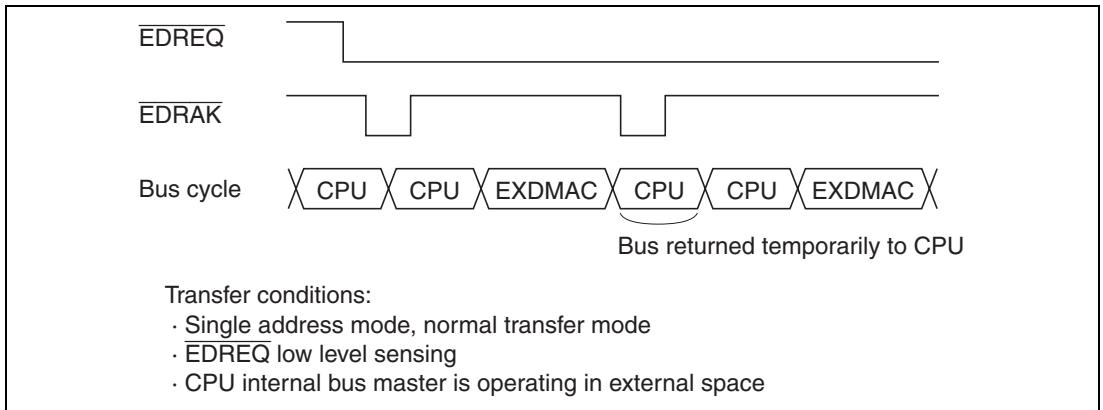 EDREQ
EDRAK
Bus cycle CPU CPU EXDMAC CPU CPU EXDMAC
Bus returned temporarily to CPU
Transfer conditions:
· Single address mode, normal transfer mode
· EDREQ low level sensing
· CPU internal bus master is operating in external space